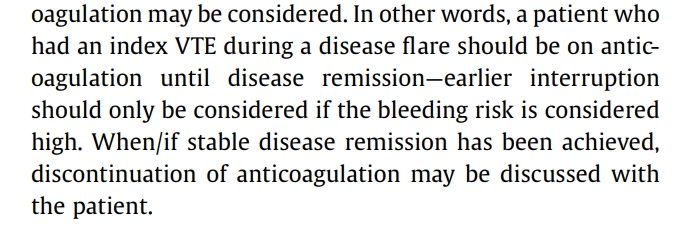 oagulation may be considered. In other words, a patient who
had an index VTE during a disease flare should be on antic-
oagulation until disease remission—earlier interruption
should only be considered if the bleeding risk is considered
high. When/if stable disease remission has been achieved,
discontinuation of anticoagulation may be discussed with
the patient.